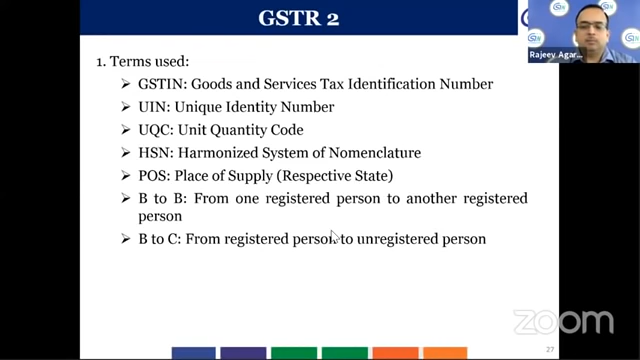 GSTR 2
1. Terms used:
➢ GSTIN: Goods and Services Tax Identification Number
➢ UIN: Unique Identity Number
➢ UQC: Unit Quantity Code
➢ HSN: Harmonized System of Nomenclature
➢ POS: Place of Supply (Respective State)
➢ B to B: From one registered person to another registered
person
➢ B to C: From registered person to unregistered person
Rajeev Agar...
zoom
27